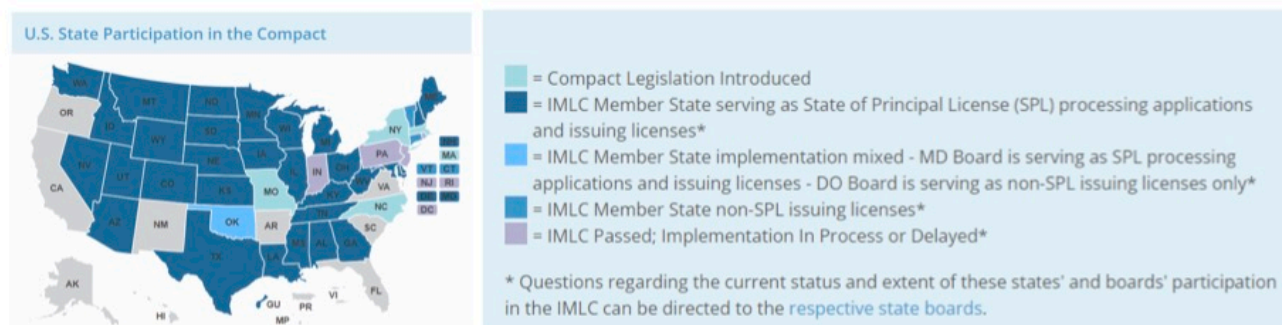 U.S. State Participation in the Compact
WA
MT
ND
MN
ME
OR
ID
SD
WI
MI
NY
WY
NE
IA
PA
NV
UT
CO
KS
MO
IL
IN
OH
KY
WV
VA
CA
AZ
NM
OK
AR
TN
NC
SC
TX
LA
MS
AL
GA
AK
FL
HI
GU
PR
VI
MP
NH
MA
VT CT
NJ RI
DE MD
DC
= Compact Legislation Introduced
= IMLC Member State serving as State of Principal License (SPL) processing applications
and issuing licenses*
= IMLC Member State implementation mixed - MD Board is serving as SPL processing
applications and issuing licenses - DO Board is serving as non-SPL issuing licenses only*
= IMLC Member State non-SPL issuing licenses*
= IMLC Passed; Implementation In Process or Delayed*
* Questions regarding the current status and extent of these states' and boards' participation
in the IMLC can be directed to the respective state boards.